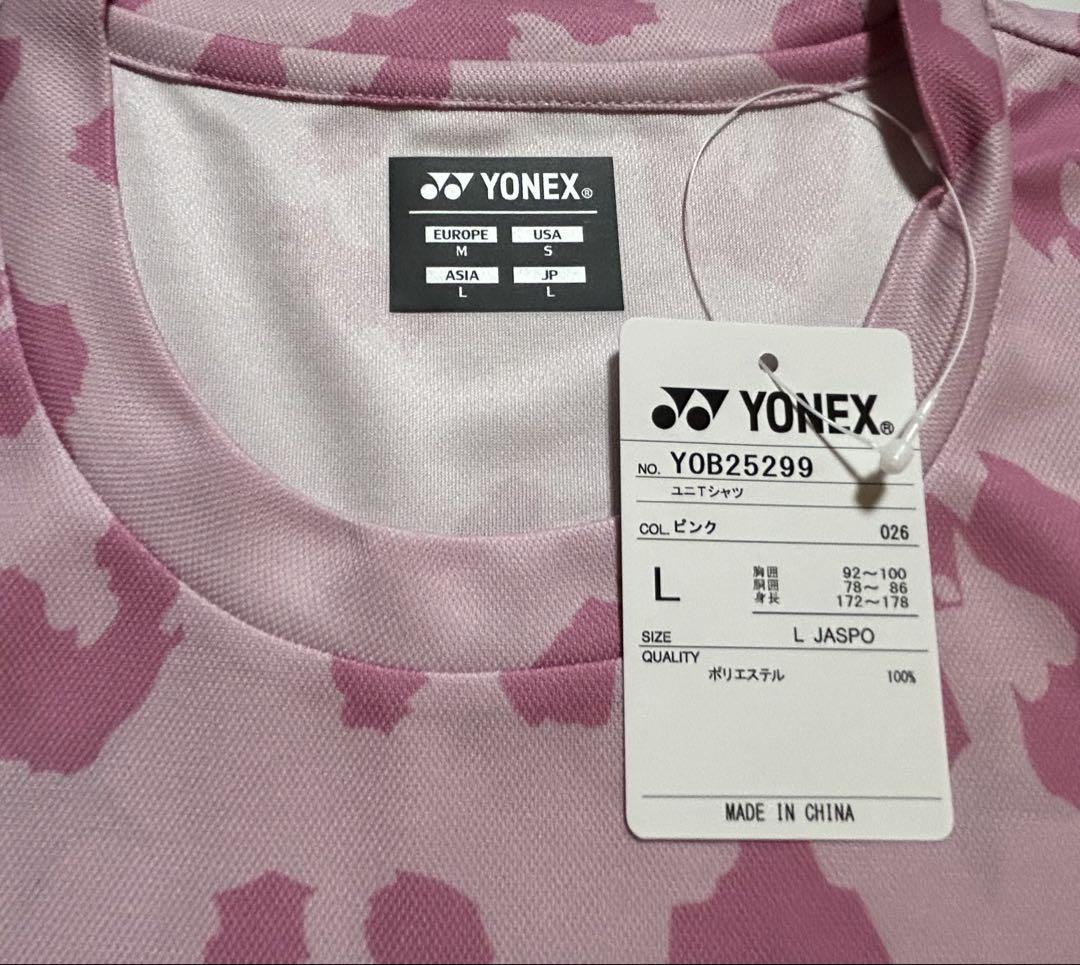 YONEX®
EUROPE USA
M S
ASIA JP
L L
YONEX®
NO. YOB25299
ユニTシャツ
COL. ピンク 026
L 胸囲 92〜100
胴囲 78〜 86
身長 172〜178
SIZE L JASPO
QUALITY
ポリエステル 100%
MADE IN CHINA